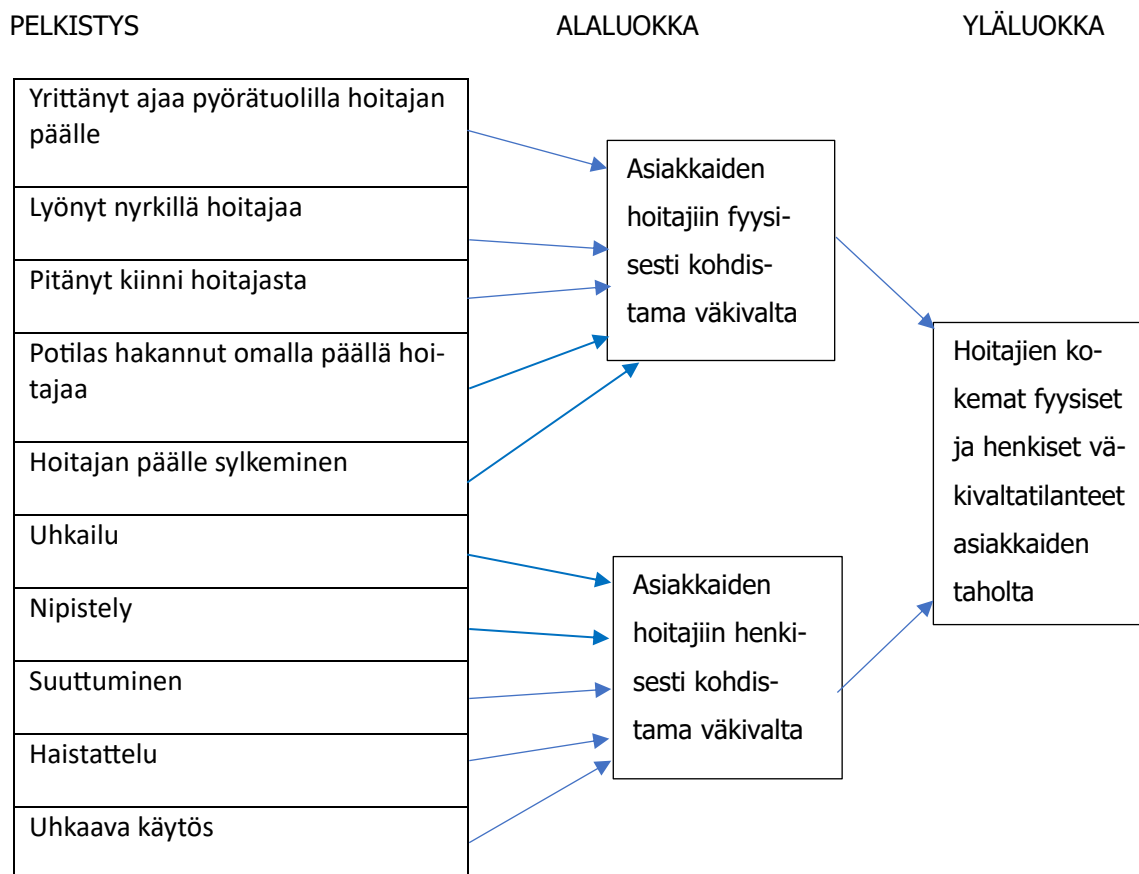 PELKISTYS ALALUOKKA YLÄLUOKKA
Yrittänyt ajaa pyörätuolilla hoitajan
päälle
Lyönyt nyrkillä hoitajaa
Pitänyt kiinni hoitajasta
Potilas hakannut omalla päällä hoi-
tajaa
Hoitajan päälle sylkeminen
Uhkailu
Nipistely
Suuttuminen
Haistattelu
Uhkaava käytös
Asiakkaiden
hoitajiin fyysi-
sesti kohdis-
tama väkivalta
Asiakkaiden
hoitajiin henki-
sesti kohdis-
tama väkivalta
Hoitajien ko-
kemat fyysiset
ja henkiset vä-
kivaltatilanteet
asiakkaiden
taholta